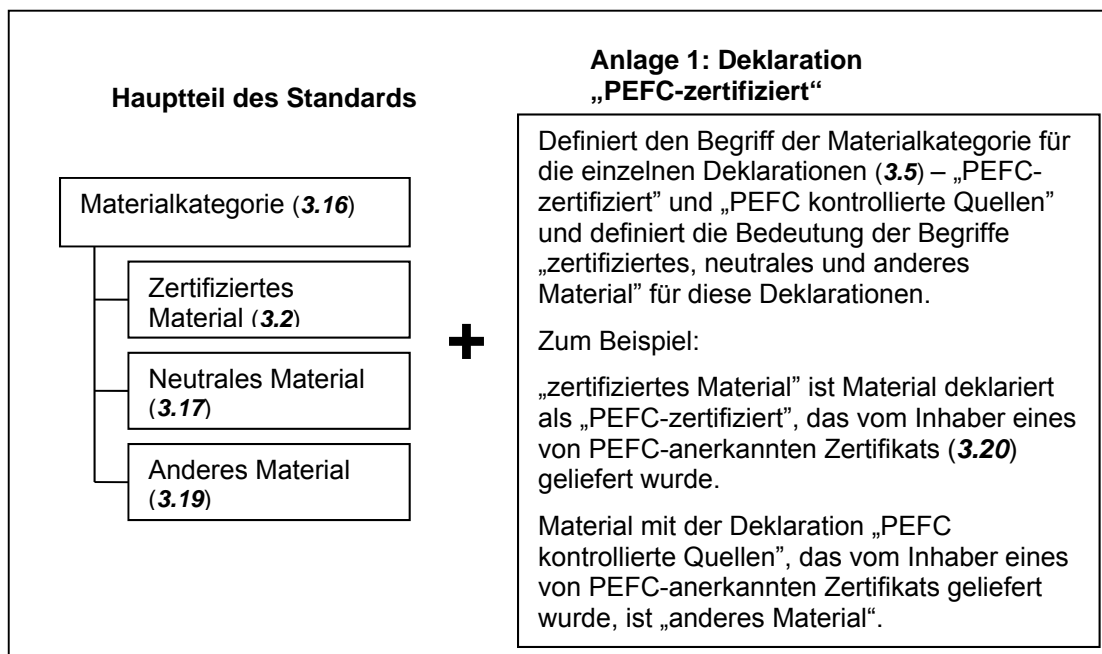 Hauptteil des Standards
Materialkategorie (3.16)
Zertifiziertes
Material (3.2)
Neutrales Material
(3.17)
Anderes Material
(3.19)
+
Anlage 1: Deklaration
„PEFC-zertifiziert“
Definiert den Begriff der Materialkategorie für
die einzelnen Deklarationen (3.5) – „PEFC-
zertifiziert” und „PEFC kontrollierte Quellen”
und definiert die Bedeutung der Begriffe
„zertifiziertes, neutrales und anderes
Material” für diese Deklarationen.
Zum Beispiel:
„zertifiziertes Material” ist Material deklariert
als „PEFC-zertifiziert”, das vom Inhaber eines
von PEFC-anerkannten Zertifikats (3.20)
geliefert wurde.
Material mit der Deklaration „PEFC
kontrollierte Quellen”, das vom Inhaber eines
von PEFC-anerkannten Zertifikats geliefert
wurde, ist „anderes Material“.